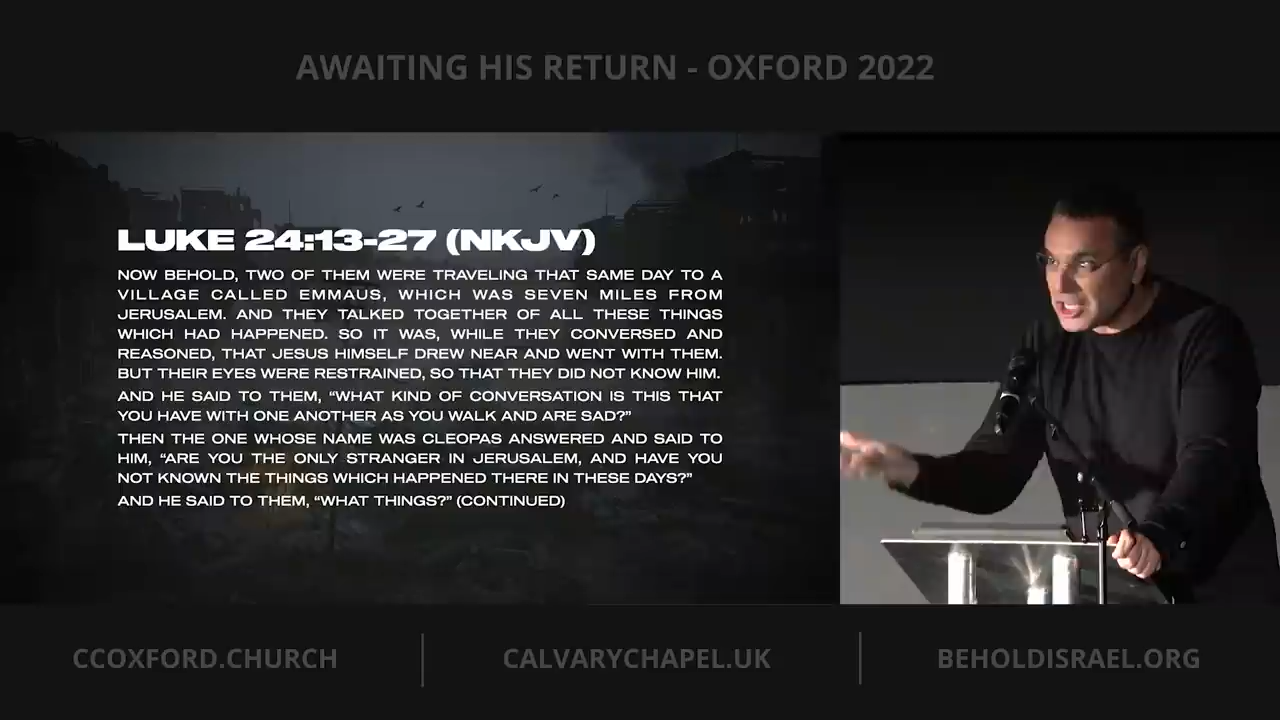 AWAITING HIS RETURN - OXFORD 2022
LUKE 24:13-27 (NKJV)
NOW BEHOLD, TWO OF THEM WERE TRAVELING THAT SAME DAY TO A
VILLAGE CALLED EMMAUS, WHICH WAS SEVEN MILES FROM
JERUSALEM. AND THEY TALKED TOGETHER OF ALL THESE THINGS
WHICH HAD HAPPENED. SO IT WAS, WHILE THEY CONVERSED AND
REASONED, THAT JESUS HIMSELF DREW NEAR AND WENT WITH THEM.
BUT THEIR EYES WERE RESTRAINED, SO THAT THEY DID NOT KNOW HIM.
AND HE SAID TO THEM, “WHAT KIND OF CONVERSATION IS THIS THAT
YOU HAVE WITH ONE ANOTHER AS YOU WALK AND ARE SAD?”
THEN THE ONE WHOSE NAME WAS CLEOPAS ANSWERED AND SAID TO
HIM, “ARE YOU THE ONLY STRANGER IN JERUSALEM, AND HAVE YOU
NOT KNOWN THE THINGS WHICH HAPPENED THERE IN THESE DAYS?”
AND HE SAID TO THEM, “WHAT THINGS?” (CONTINUED)
CCOXFORD.CHURCH
CALVARYCHAPEL.UK
BEHOLDISRAEL.ORG